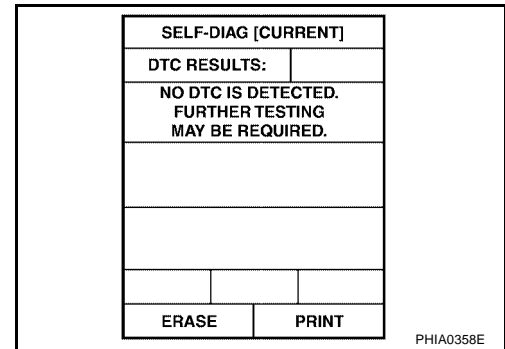 SELF-DIAG [CURRENT]
DTC RESULTS:
NO DTC IS DETECTED.
FURTHER TESTING
MAY BE REQUIRED.
ERASE PRINT
PHIA0358E